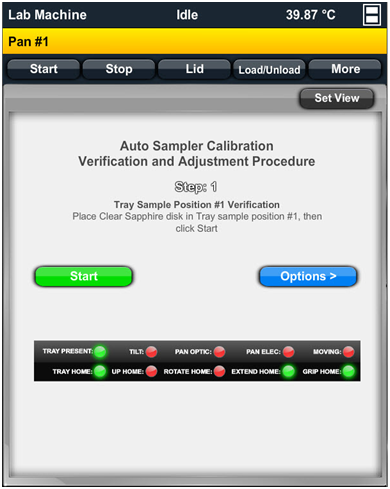 Lab Machine Idle 39.87 °C
Pan #1
Start Stop Lid Load/Unload More
Set View
Auto Sampler Calibration
Verification and Adjustment Procedure
Step: 1
Tray Sample Position #1 Verification
Place Clear Sapphire disk in Tray sample position #1, then
click Start
Start Options >
TRAY PRESENT: TILT: PAN OPTIC: PAN ELEC: MOVING:
TRAY HOME: UP HOME: ROTATE HOME: EXTEND HOME: GRIP HOME: